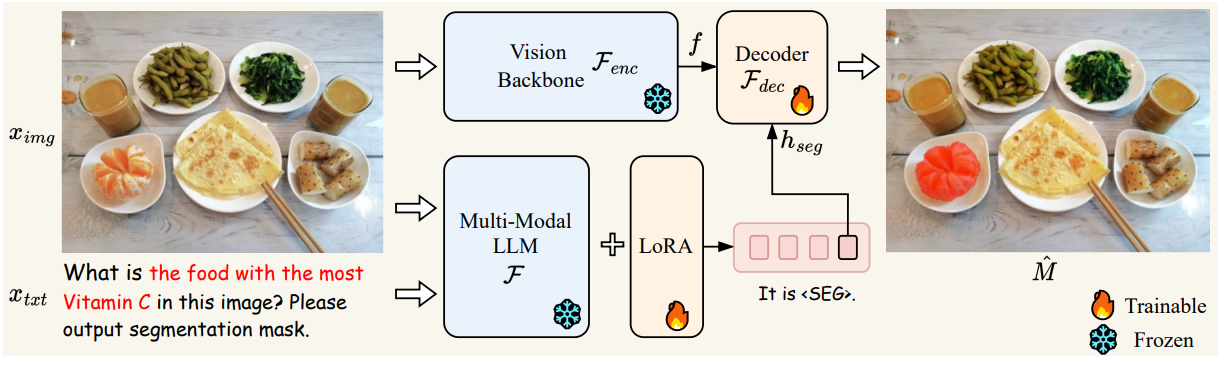 x_img
Vision
Backbone
F_enc
f
Decoder
F_dec
h_seg
Multi-Modal
LLM
F
LoRA
x_txt
What is the food with the most
Vitamin C in this image? Please
output segmentation mask.
It is <SEG>.
M̂
Trainable
Frozen